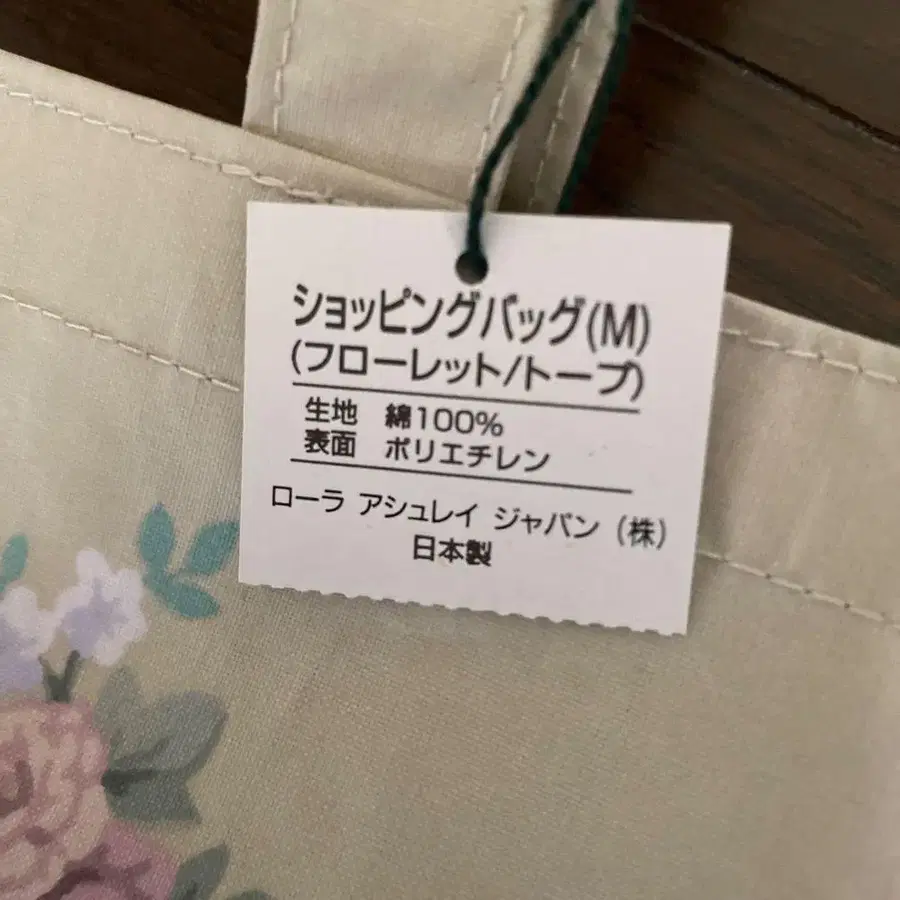 ショッピングバッグ(M)
(フローレット/トープ)
生地 綿100%
表面 ポリエチレン
ローラ アシュレイ ジャパン (株)
日本製